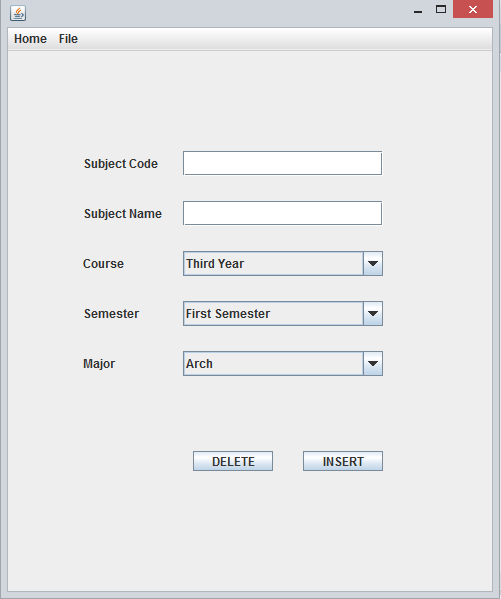 Home File
Subject Code
Subject Name
Course Third Year
Semester First Semester
Major Arch
DELETE INSERT